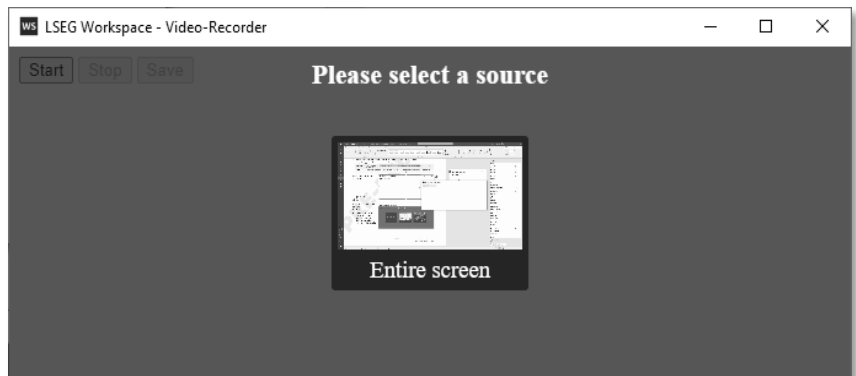 WS LSEG Workspace - Video-Recorder
Start Stop Save
Please select a source
Entire screen